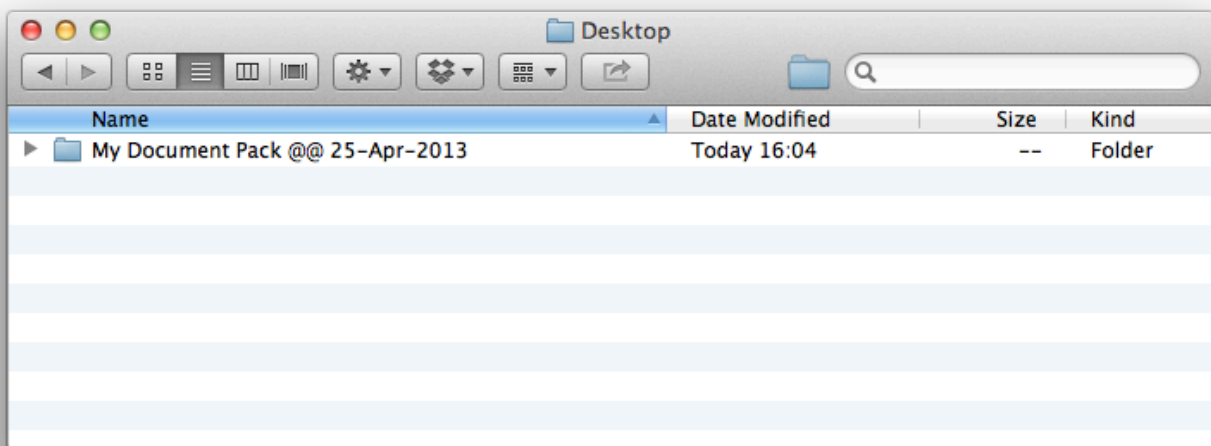 Desktop
Name Date Modified Size Kind
My Document Pack @@ 25-Apr-2013 Today 16:04 -- Folder